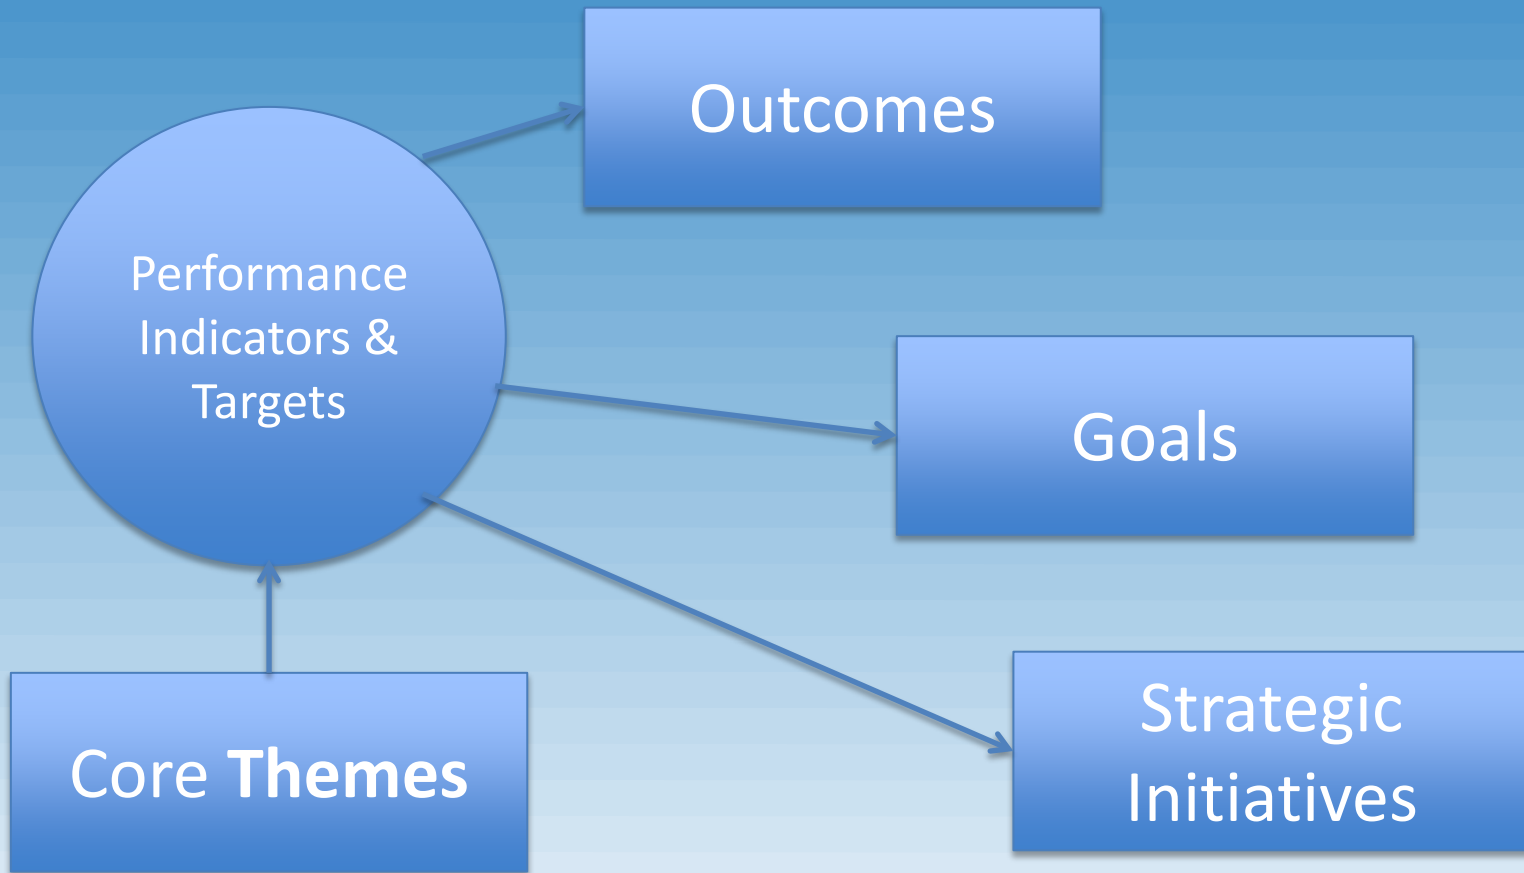 Outcomes
Performance
Indicators &
Targets
Goals
Strategic
Initiatives
Core Themes